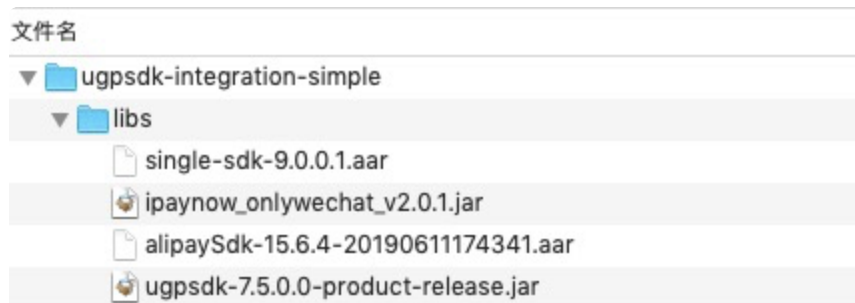 文件名
ugpsdk-integration-simple
libs
single-sdk-9.0.0.1.aar
ipaynow_onlywechat_v2.0.1.jar
alipaySdk-15.6.4-20190611174341.aar
ugpsdk-7.5.0.0-product-release.jar